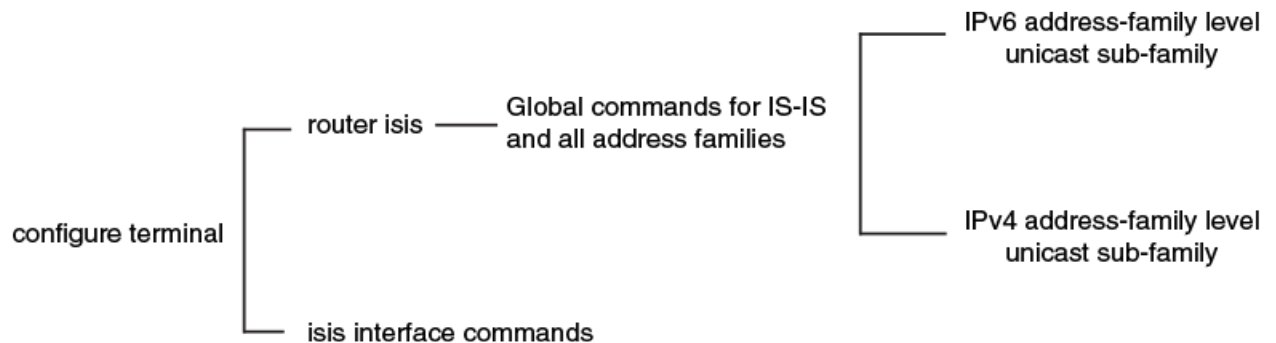 configure terminal
router isis
Global commands for IS-IS
and all address families
IPv6 address-family level
unicast sub-family
IPv4 address-family level
unicast sub-family
isis interface commands